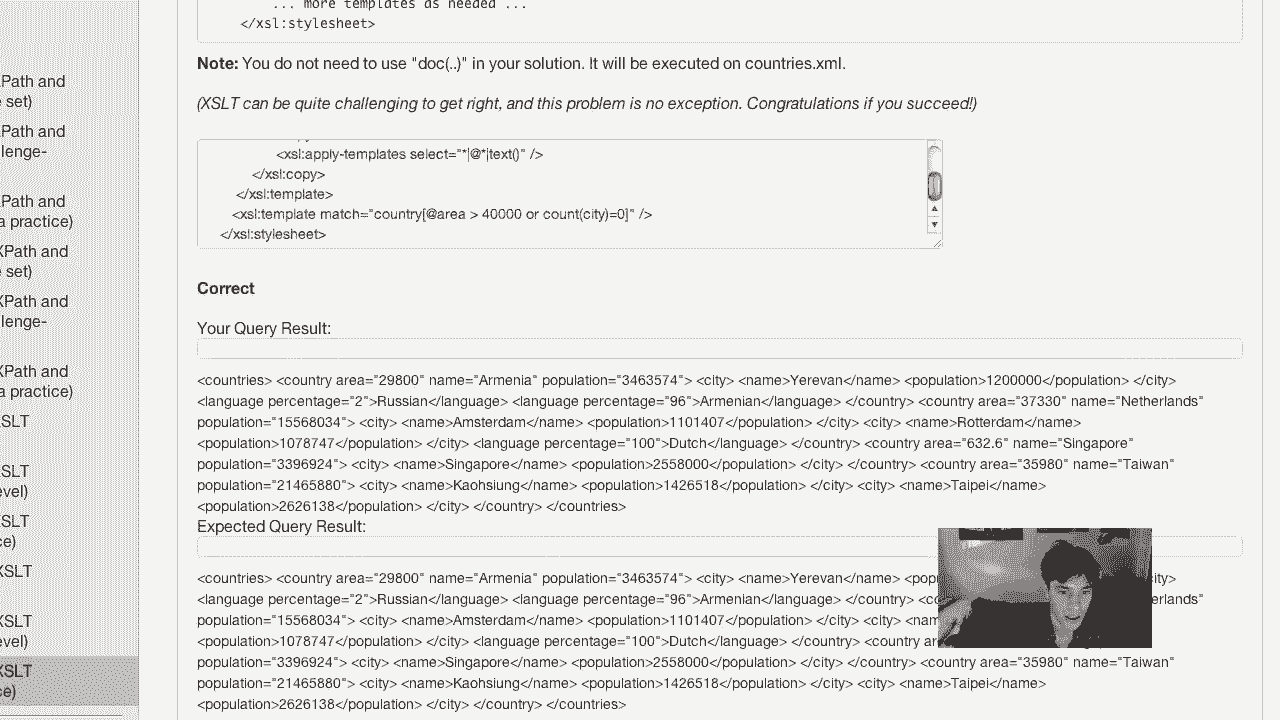 ... more templates as needed ...
</xsl:stylesheet>
Note: You do not need to use "doc(..)" in your solution. It will be executed on countries.xml.
(XSLT can be quite challenging to get right, and this problem is no exception. Congratulations if you succeed!)
<xsl:apply-templates select="*|@*|text()" />
</xsl:copy>
</xsl:template>
<xsl:template match="country[@area > 40000 or count(city)=0]" />
</xsl:stylesheet>
Correct
Your Query Result:
<countries> <country area="29800" name="Armenia" population="3463574"> <city> <name>Yerevan</name> <population>1200000</population> </city>
<language percentage="2">Russian</language> <language percentage="96">Armenian</language> </country> <country area="37330" name="Netherlands"
population="15568034"> <city> <name>Amsterdam</name> <population>1101407</population> </city> <city> <name>Rotterdam</name>
<population>1078747</population> </city> <language percentage="100">Dutch</language> </country> <country area="632.6" name="Singapore"
population="3396924"> <city> <name>Singapore</name> <population>2558000</population> </city> </country> <country area="35980" name="Taiwan"
population="21465880"> <city> <name>Kaohsiung</name> <population>1426518</population> </city> <city> <name>Taipei</name>
<population>2626138</population> </city> </country> </countries>
Expected Query Result:
<countries> <country area="29800" name="Armenia" population="3463574"> <city> <name>Yerevan</name> <pop city>
<language percentage="2">Russian</language> <language percentage="96">Armenian</language> </country> <co erlands"
population="15568034"> <city> <name>Amsterdam</name> <population>1101407</population> </city> <city> <nam
<population>1078747</population> </city> <language percentage="100">Dutch</language> </country> <country ar
population="3396924"> <city> <name>Singapore</name> <population>2558000</population> </city> </country> <country area="35980" name="Taiwan"
population="21465880"> <city> <name>Kaohsiung</name> <population>1426518</population> </city> <city> <name>Taipei</name>
<population>2626138</population> </city> </country> </countries>
XPath and
e set)
XPath and
lenge-
XPath and
a practice)
XPath and
e set)
XPath and
lenge-
XPath and
a practice)
XSLT
XSLT
evel)
XSLT
ce)
XSLT
XSLT
evel)
XSLT
ce)